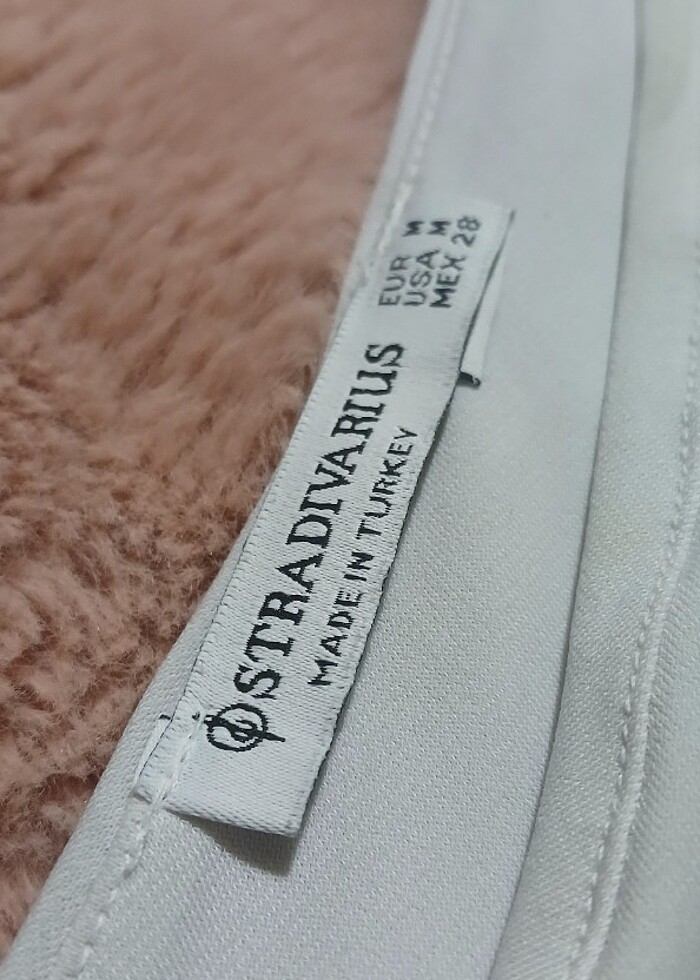 STRADIVARIUS
MADE IN TURKEY
EUR M
USA M
MEX 28